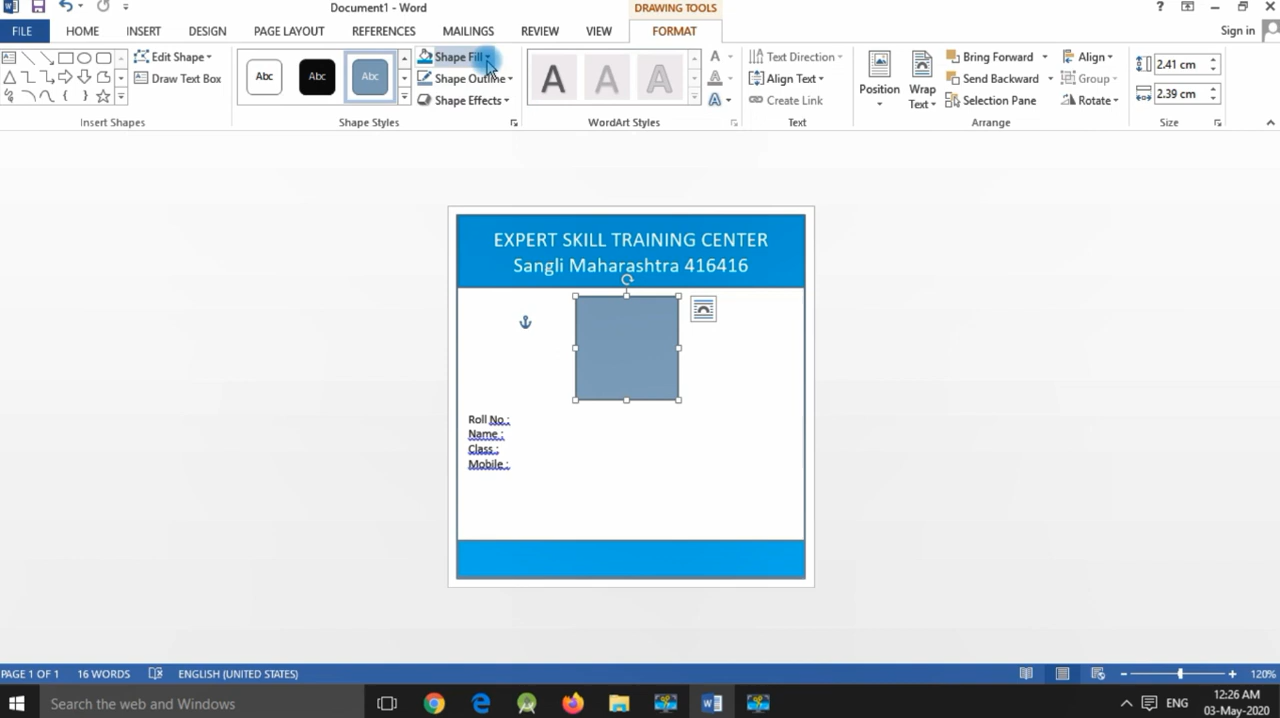 Document1 - Word
DRAWING TOOLS
?
FILE
HOME
INSERT
DESIGN
PAGE LAYOUT
REFERENCES
MAILINGS
REVIEW
VIEW
FORMAT
Sign in
Edit Shape
Draw Text Box
Insert Shapes
Abc
Abc
Abc
Shape Fill
Shape Outline
Shape Effects
Shape Styles
A A A
WordArt Styles
A
A
A
Text Direction
Align Text
Create Link
Text
Position
Wrap
Text
Bring Forward
Send Backward
Selection Pane
Align
Group
Rotate
Arrange
2.41 cm
2.39 cm
Size
EXPERT SKILL TRAINING CENTER
Sangli Maharashtra 416416
Roll No :
Name :
Class :
Mobile :
PAGE 1 OF 1
16 WORDS
ENGLISH (UNITED STATES)
120%
Search the web and Windows
ENG
12:26 AM
03-May-2020